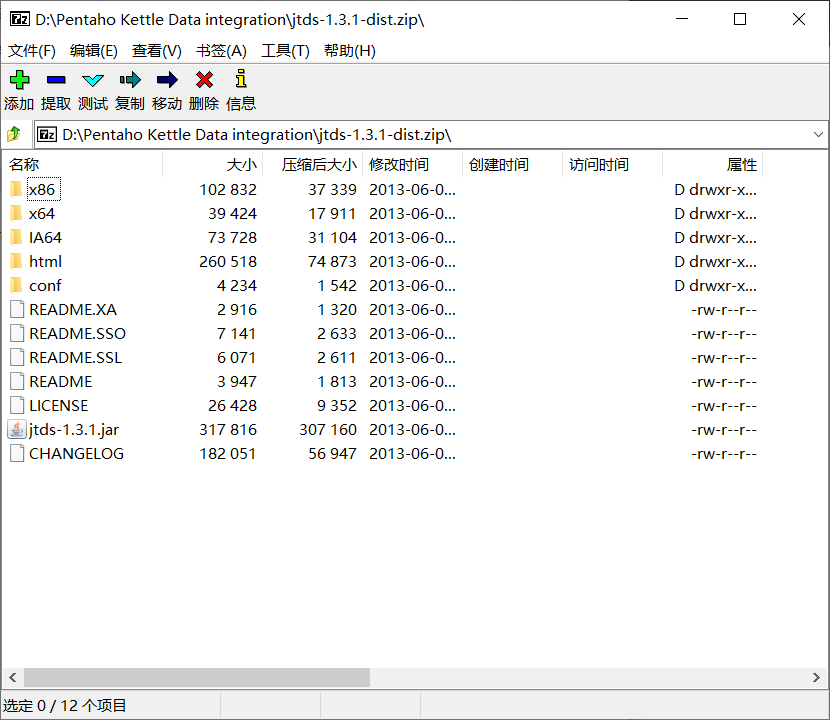 D:\Pentaho Kettle Data integration\jtds-1.3.1-dist.zip\
文件(F) 编辑(E) 查看(V) 书签(A) 工具(T) 帮助(H)
添加 提取 测试 复制 移动 删除 信息
D:\Pentaho Kettle Data integration\jtds-1.3.1-dist.zip\
名称 大小 压缩后大小 修改时间 创建时间 访问时间 属性
x86 102 832 37 339 2013-06-0... D drwxr-x...
x64 39 424 17 911 2013-06-0... D drwxr-x...
IA64 73 728 31 104 2013-06-0... D drwxr-x...
html 260 518 74 873 2013-06-0... D drwxr-x...
conf 4 234 1 542 2013-06-0... D drwxr-x...
README.XA 2 916 1 320 2013-06-0... -rw-r--r--
README.SSO 7 141 2 633 2013-06-0... -rw-r--r--
README.SSL 6 071 2 611 2013-06-0... -rw-r--r--
README 3 947 1 813 2013-06-0... -rw-r--r--
LICENSE 26 428 9 352 2013-06-0... -rw-r--r--
jtds-1.3.1.jar 317 816 307 160 2013-06-0... -rw-r--r--
CHANGELOG 182 051 56 947 2013-06-0... -rw-r--r--
选定 0 / 12 个项目